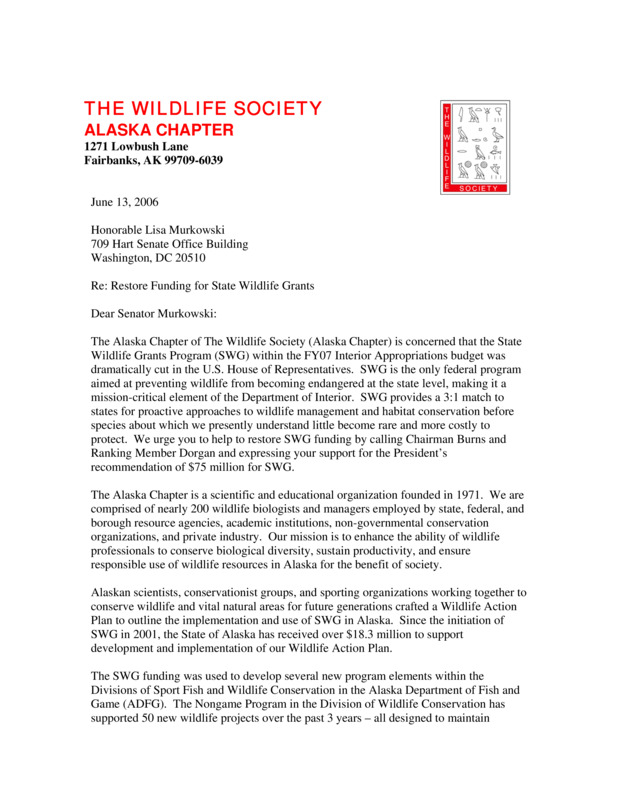 THE WILDLIFE SOCIETY
ALASKA CHAPTER
1271 Lowbush Lane
Fairbanks, AK 99709-6039
THE WILDLIFE
SOCIETY
June 13, 2006
Honorable Lisa Murkowski
709 Hart Senate Office Building
Washington, DC 20510
Re: Restore Funding for State Wildlife Grants
Dear Senator Murkowski:
The Alaska Chapter of The Wildlife Society (Alaska Chapter) is concerned that the State
Wildlife Grants Program (SWG) within the FY07 Interior Appropriations budget was
dramatically cut in the U.S. House of Representatives. SWG is the only federal program
aimed at preventing wildlife from becoming endangered at the state level, making it a
mission-critical element of the Department of Interior. SWG provides a 3:1 match to
states for proactive approaches to wildlife management and habitat conservation before
species about which we presently understand little become rare and more costly to
protect. We urge you to help to restore SWG funding by calling Chairman Burns and
Ranking Member Dorgan and expressing your support for the President's
recommendation of $75 million for SWG.
The Alaska Chapter is a scientific and educational organization founded in 1971. We are
comprised of nearly 200 wildlife biologists and managers employed by state, federal, and
borough resource agencies, academic institutions, non-governmental conservation
organizations, and private industry. Our mission is to enhance the ability of wildlife
professionals to conserve biological diversity, sustain productivity, and ensure
responsible use of wildlife resources in Alaska for the benefit of society.
Alaskan scientists, conservationist groups, and sporting organizations working together to
conserve wildlife and vital natural areas for future generations crafted a Wildlife Action
Plan to outline the implementation and use of SWG in Alaska. Since the initiation of
SWG in 2001, the State of Alaska has received over $18.3 million to support
development and implementation of our Wildlife Action Plan.
The SWG funding was used to develop several new program elements within the
Divisions of Sport Fish and Wildlife Conservation in the Alaska Department of Fish and
Game (ADFG). The Nongame Program in the Division of Wildlife Conservation has
supported 50 new wildlife projects over the past 3 years – all designed to maintain